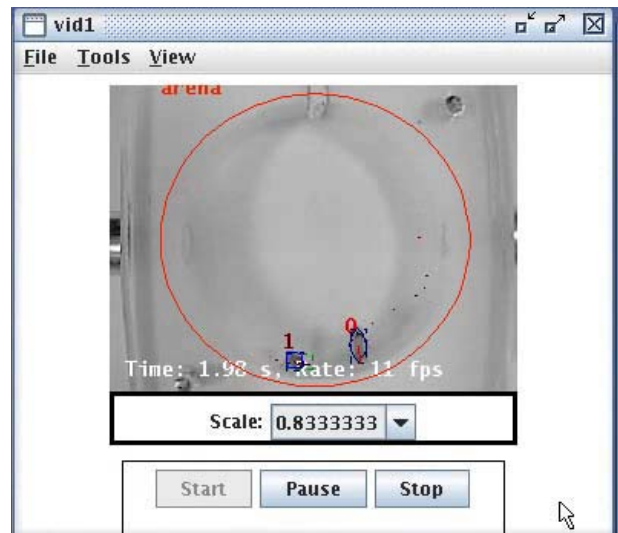 vid1
File Tools View
arena
0
1
Time: 1.98 s, Rate: 11 fps
Scale: 0.8333333
Start Pause Stop